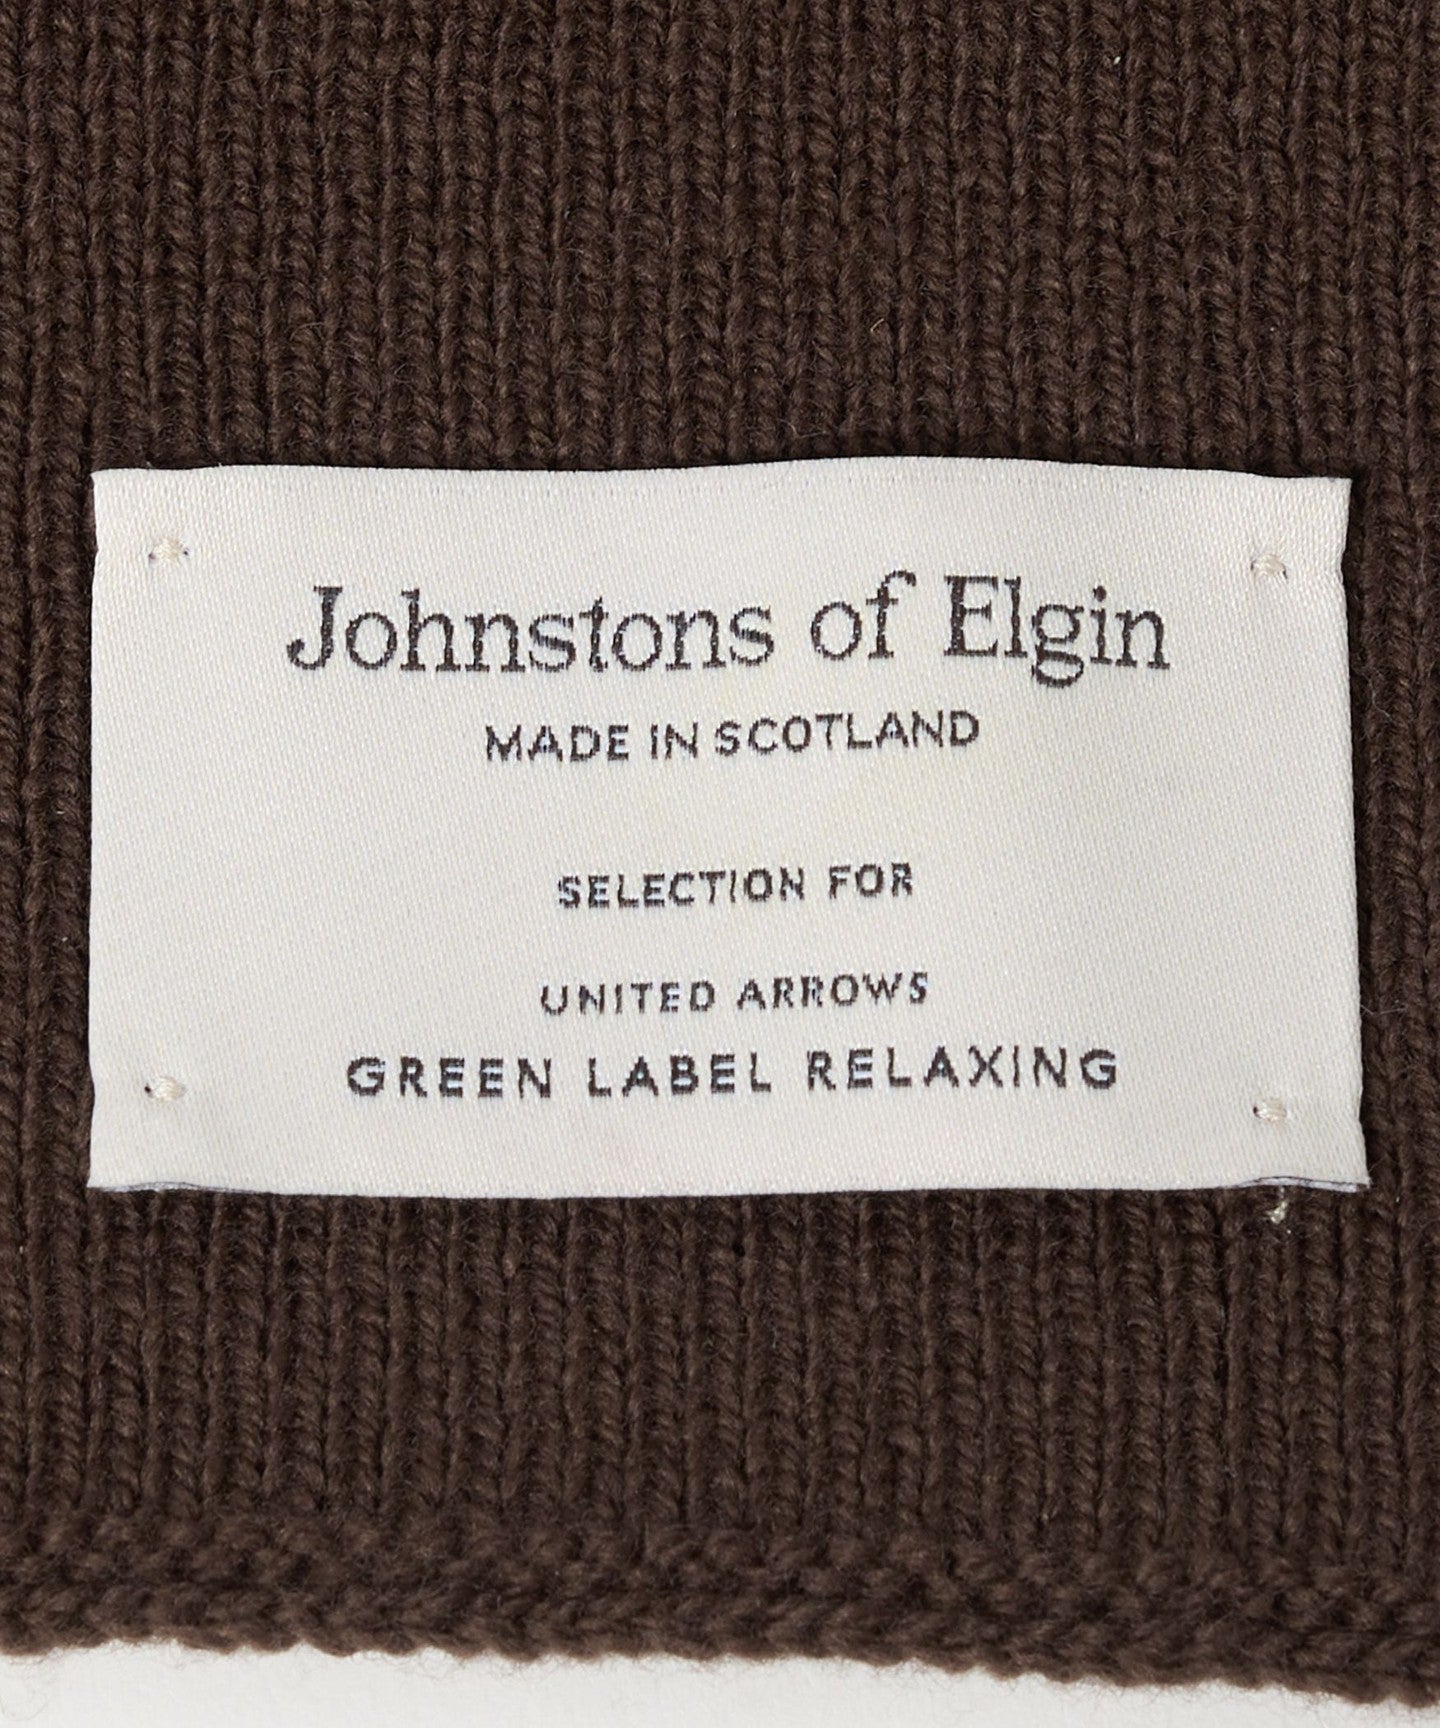 Johnstons of Elgin
MADE IN SCOTLAND
SELECTION FOR
UNITED ARROWS
GREEN LABEL RELAXING